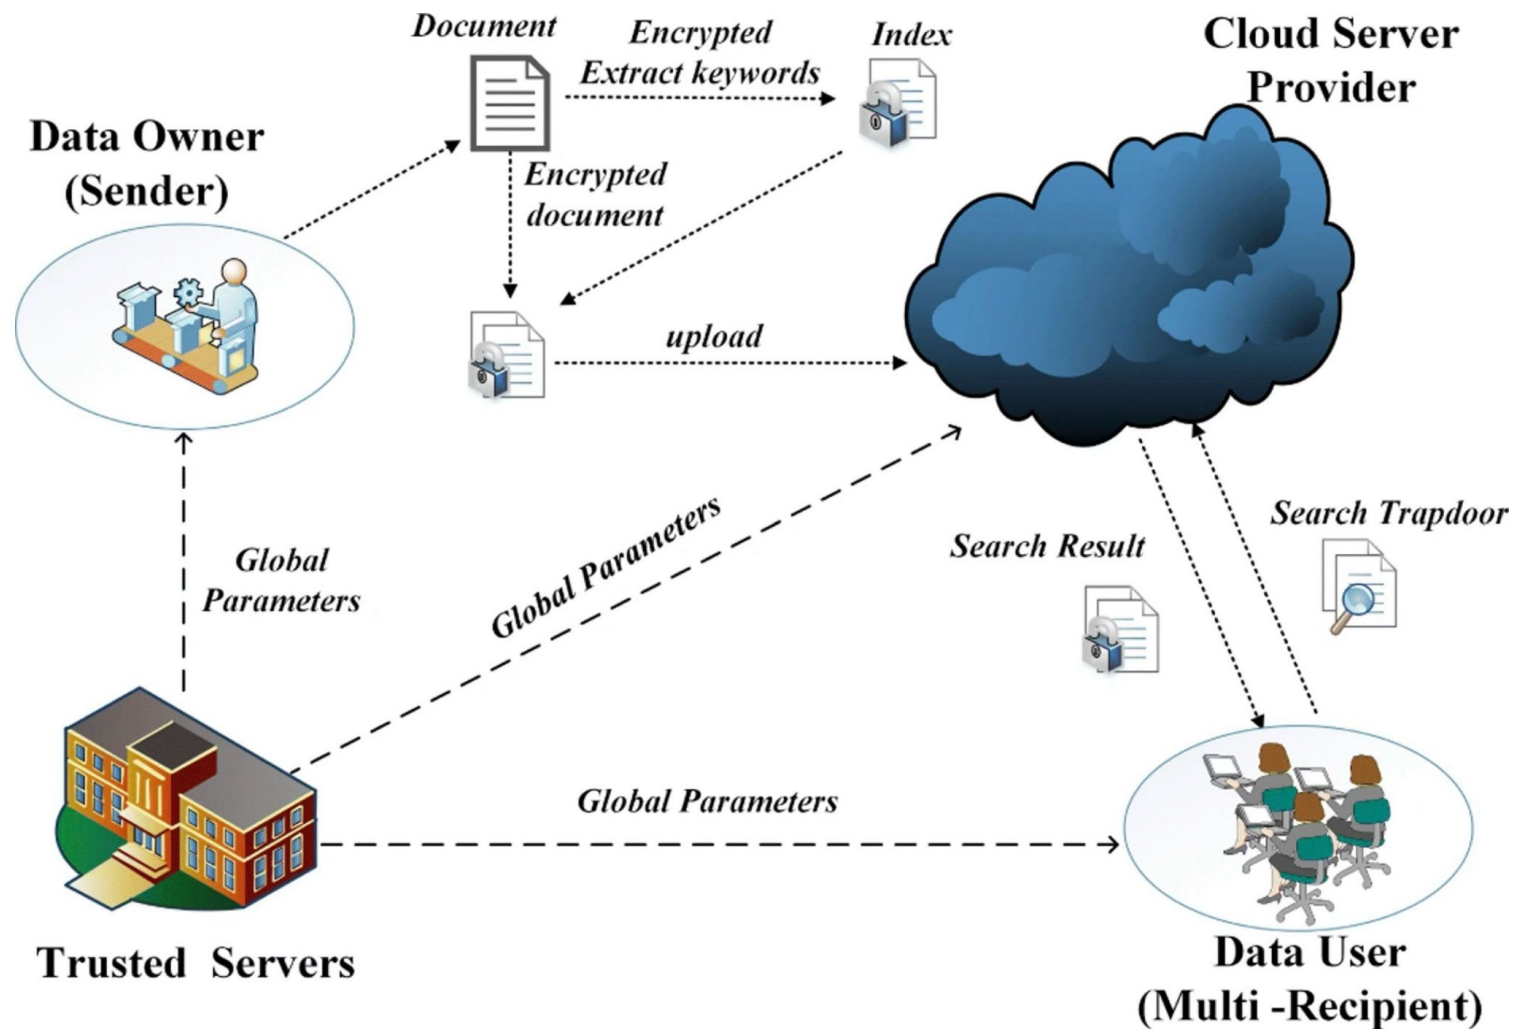 Document
Encrypted
Extract keywords
Index
Cloud Server
Provider
Data Owner
(Sender)
Encrypted
document
upload
Global
Parameters
Global Parameters
Search Result
Search Trapdoor
Global Parameters
Trusted Servers
Data User
(Multi -Recipient)